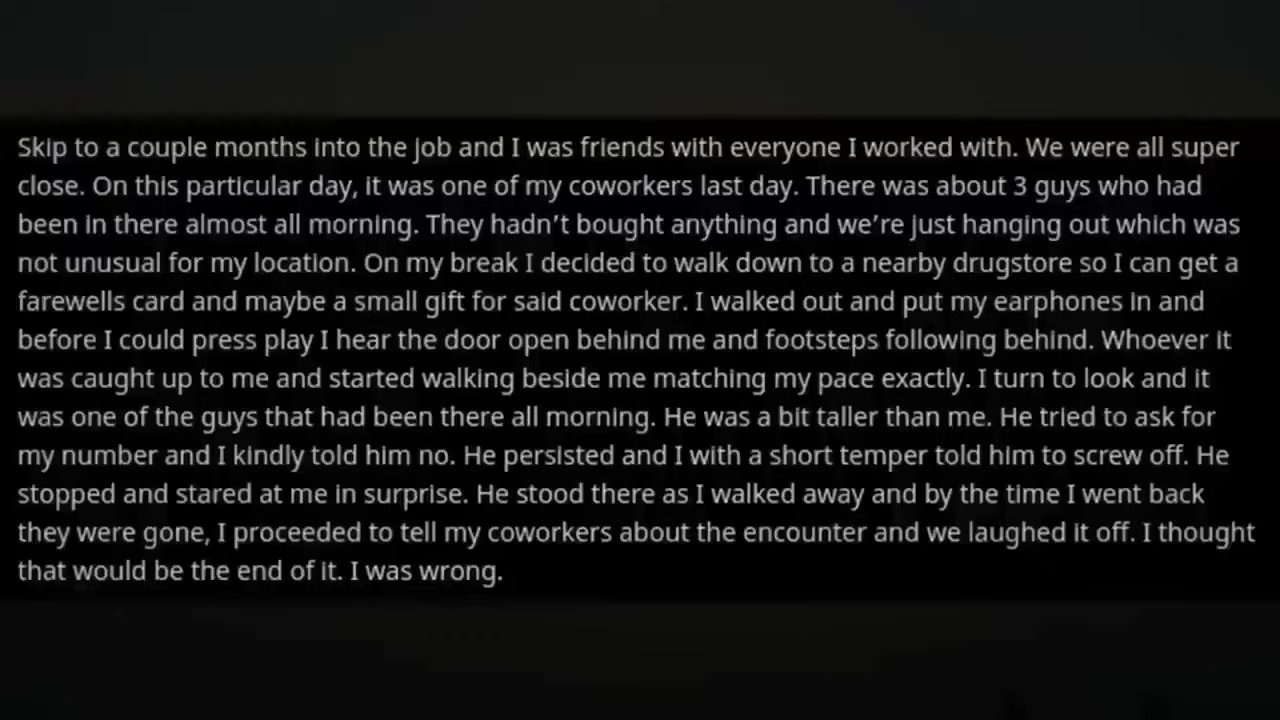 Skip to a couple months into the job and I was friends with everyone I worked with. We were all super
close. On this particular day, it was one of my coworkers last day. There was about 3 guys who had
been in there almost all morning. They hadn’t bought anything and we’re just hanging out which was
not unusual for my location. On my break I decided to walk down to a nearby drugstore so I can get a
farewells card and maybe a small gift for said coworker. I walked out and put my earphones in and
before I could press play I hear the door open behind me and footsteps following behind. Whoever it
was caught up to me and started walking beside me matching my pace exactly. I turn to look and it
was one of the guys that had been there all morning. He was a bit taller than me. He tried to ask for
my number and I kindly told him no. He persisted and I with a short temper told him to screw off. He
stopped and stared at me in surprise. He stood there as I walked away and by the time I went back
they were gone, I proceeded to tell my coworkers about the encounter and we laughed it off. I thought
that would be the end of it. I was wrong.